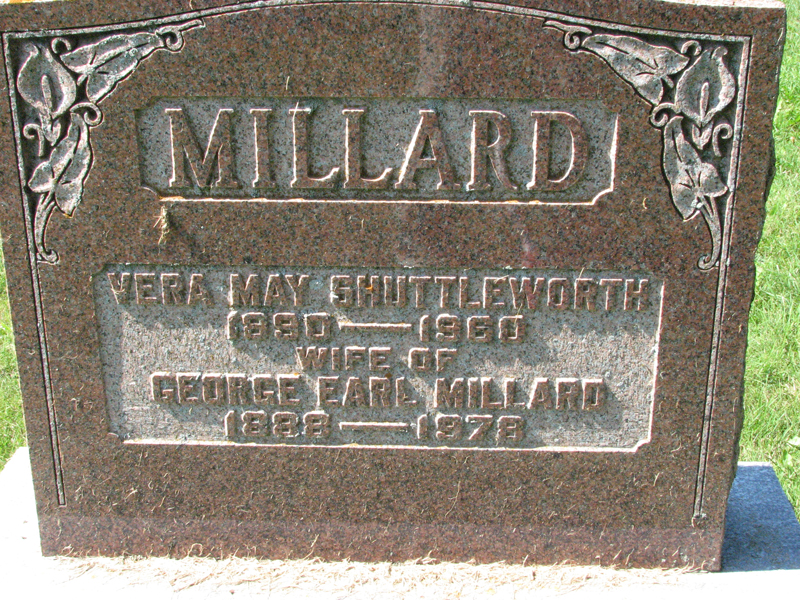 MILLARD
VERA MAY SHUTTLEWORTH
1890 — 1960
WIFE OF
GEORGE EARL MILLARD
1888 — 1978